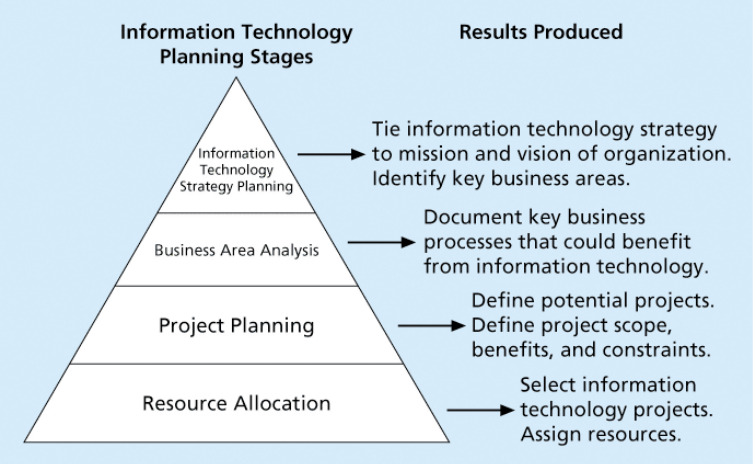 Information Technology
Planning Stages
Results Produced
Information
Technology
Strategy Planning
Tie information technology strategy
to mission and vision of organization.
Identify key business areas.
Business Area Analysis
Document key business
processes that could benefit
from information technology.
Project Planning
Define potential projects.
Define project scope,
benefits, and constraints.
Resource Allocation
Select information
technology projects.
Assign resources.